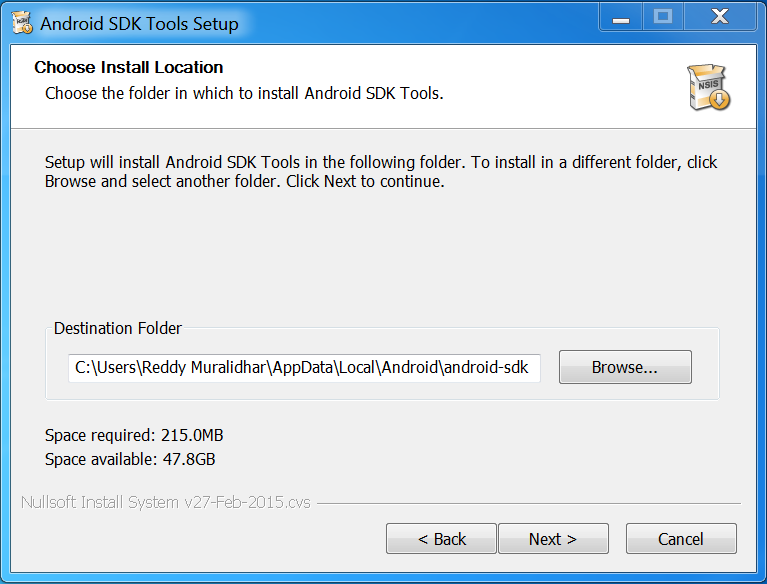 Android SDK Tools Setup
Choose Install Location
Choose the folder in which to install Android SDK Tools.
NSIS
Setup will install Android SDK Tools in the following folder. To install in a different folder, click
Browse and select another folder. Click Next to continue.
Destination Folder
C:\Users\Reddy Muralidhar\AppData\Local\Android\android-sdk
Browse...
Space required: 215.0MB
Space available: 47.8GB
Nullsoft Install System v27-Feb-2015.cvs
< Back
Next >
Cancel